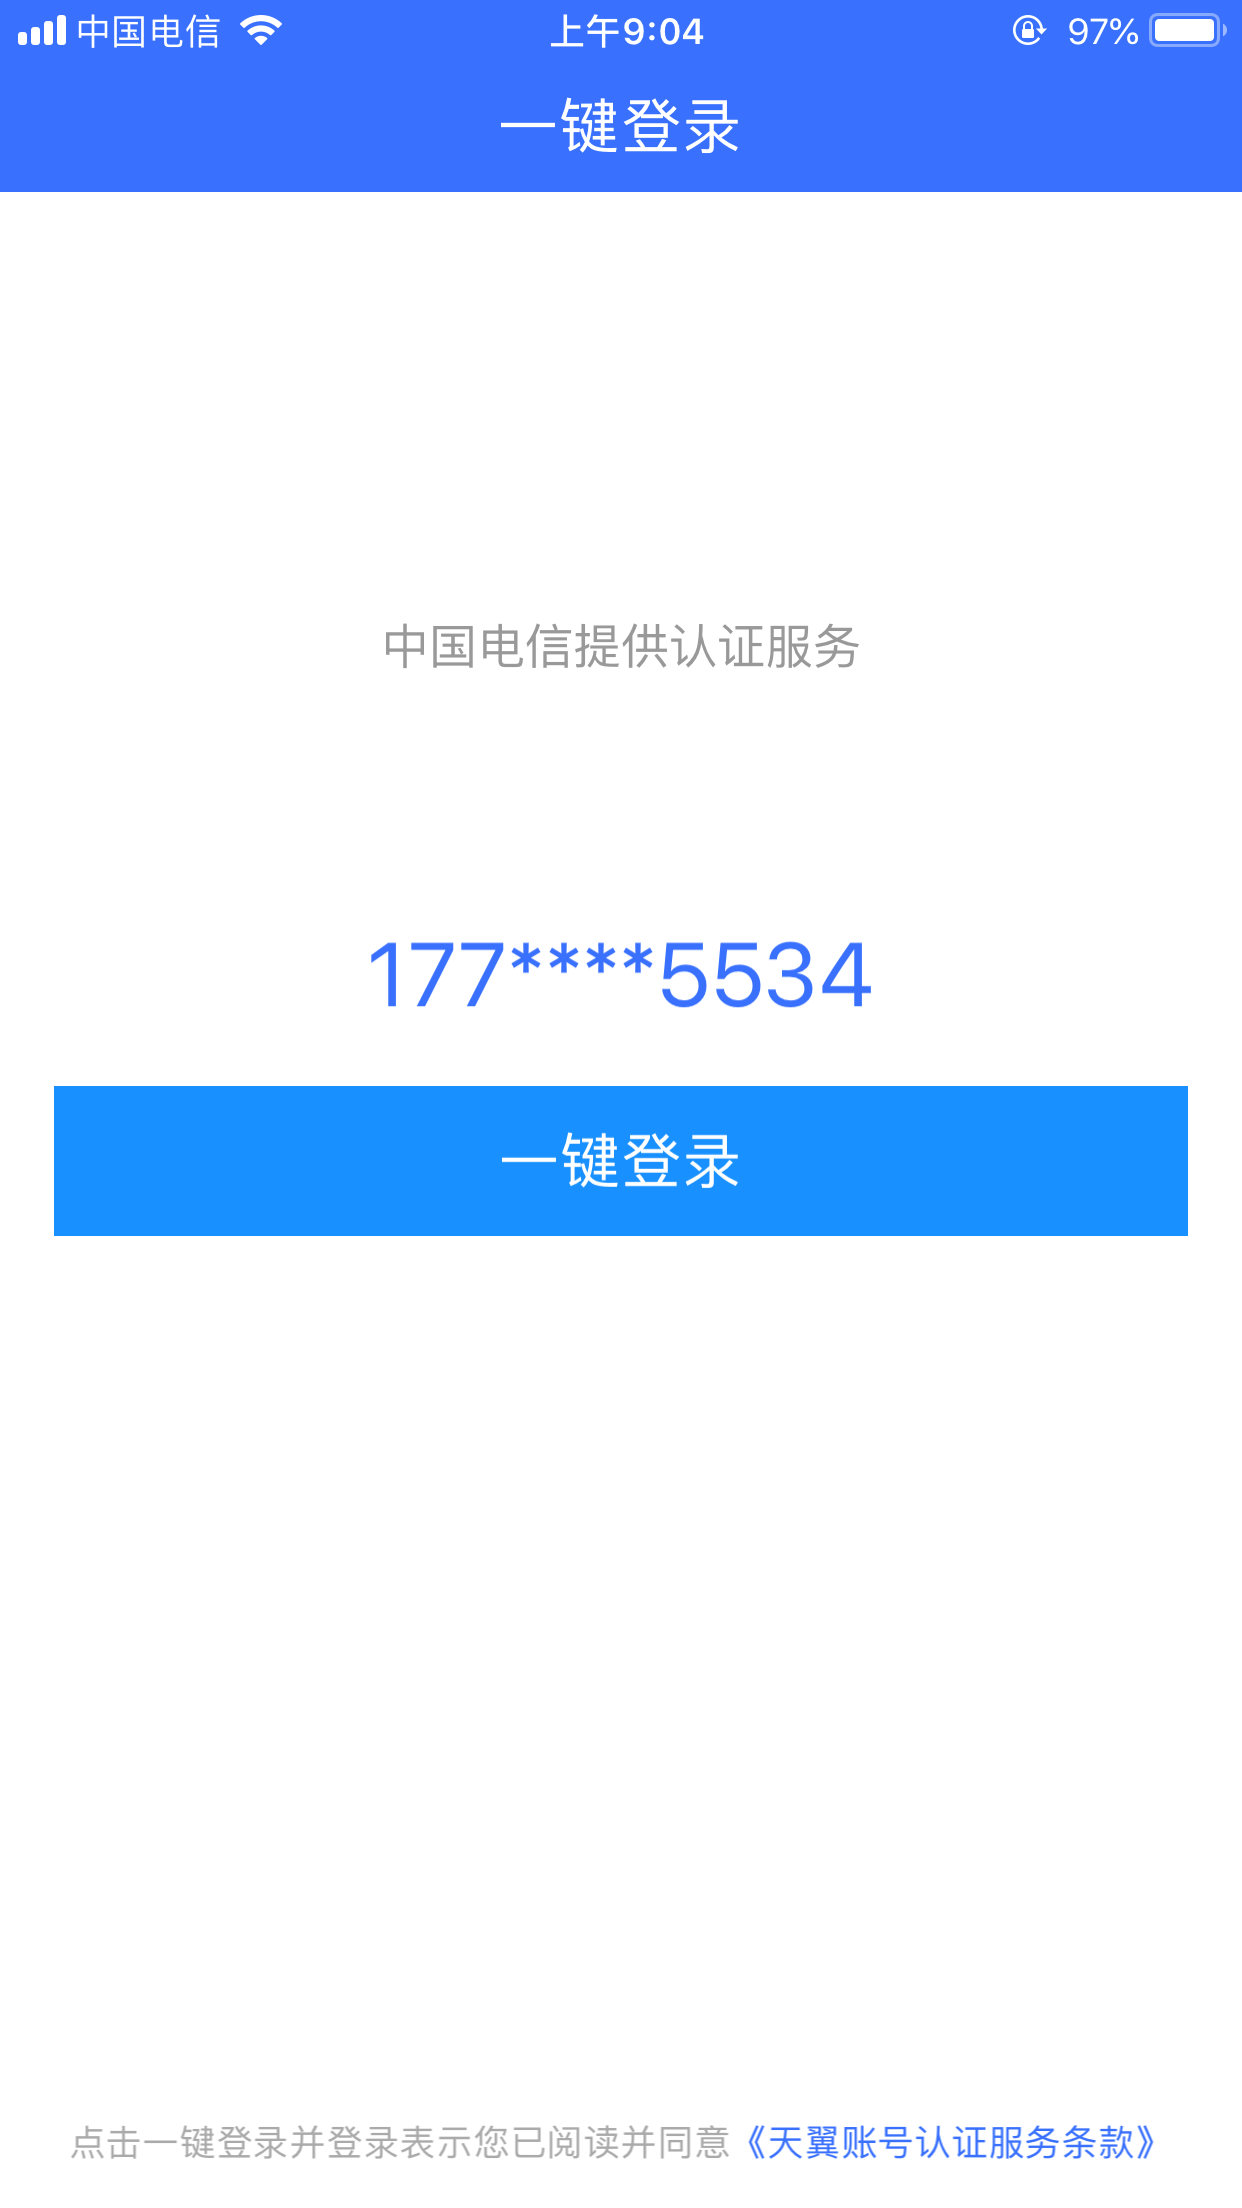 中国电信 上午9:04 97%
一键登录
中国电信提供认证服务
177****5534
一键登录
点击一键登录并登录表示您已阅读并同意《天翼账号认证服务条款》